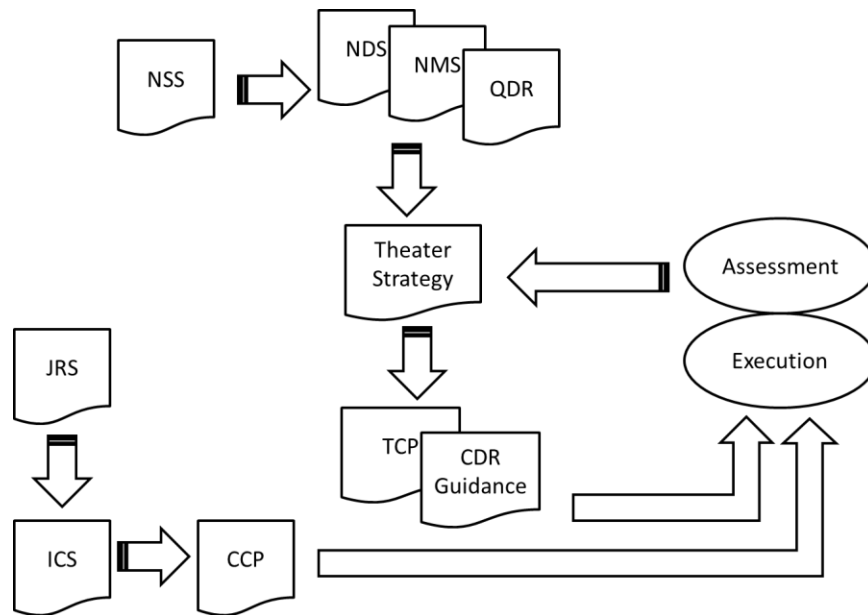 NSS
NDS
NMS
QDR
Theater
Strategy
Assessment
Execution
JRS
TCP
CDR
Guidance
ICS
CCP